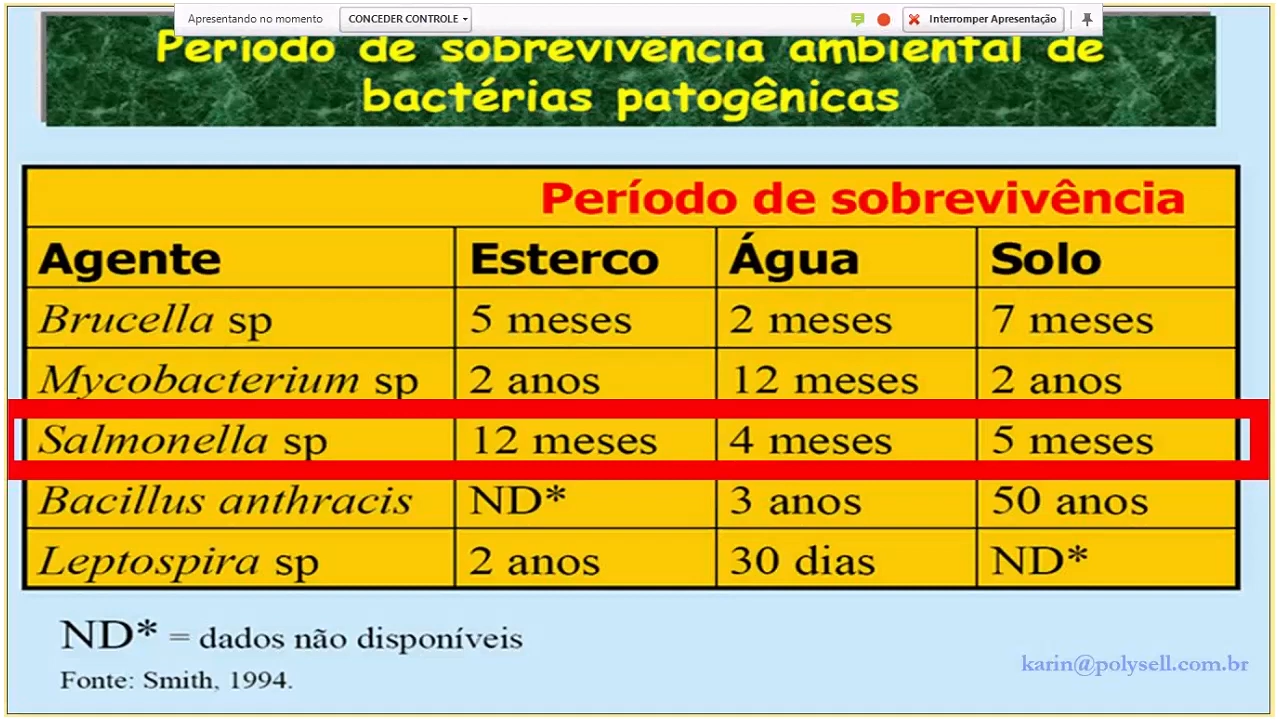 Apresentando no momento CONCEDER CONTROLE Interromper Apresentação
Período de sobrevivência ambiental de
bactérias patogênicas
Período de sobrevivência
Agente Esterco Água Solo
Brucella sp 5 meses 2 meses 7 meses
Mycobacterium sp 2 anos 12 meses 2 anos
Salmonella sp 12 meses 4 meses 5 meses
Bacillus anthracis ND* 3 anos 50 anos
Leptospira sp 2 anos 30 dias ND*
ND* = dados não disponíveis
karin@polysell.com.br
Fonte: Smith, 1994.